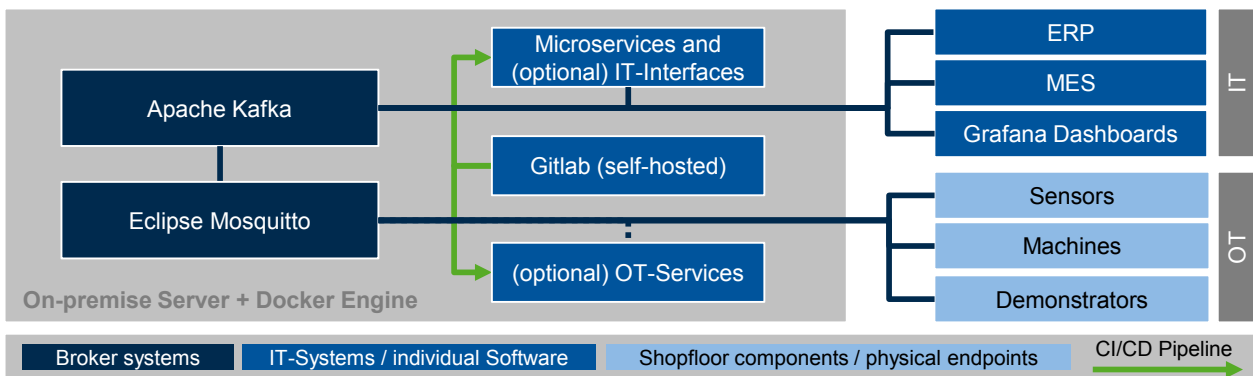 Microservices and
(optional) IT-Interfaces
Apache Kafka
Gitlab (self-hosted)
Eclipse Mosquitto
(optional) OT-Services
On-premise Server + Docker Engine
ERP
MES
Grafana Dashboards
IT
Sensors
Machines
Demonstrators
OT
Broker systems
IT-Systems / individual Software
Shopfloor components / physical endpoints
CI/CD Pipeline